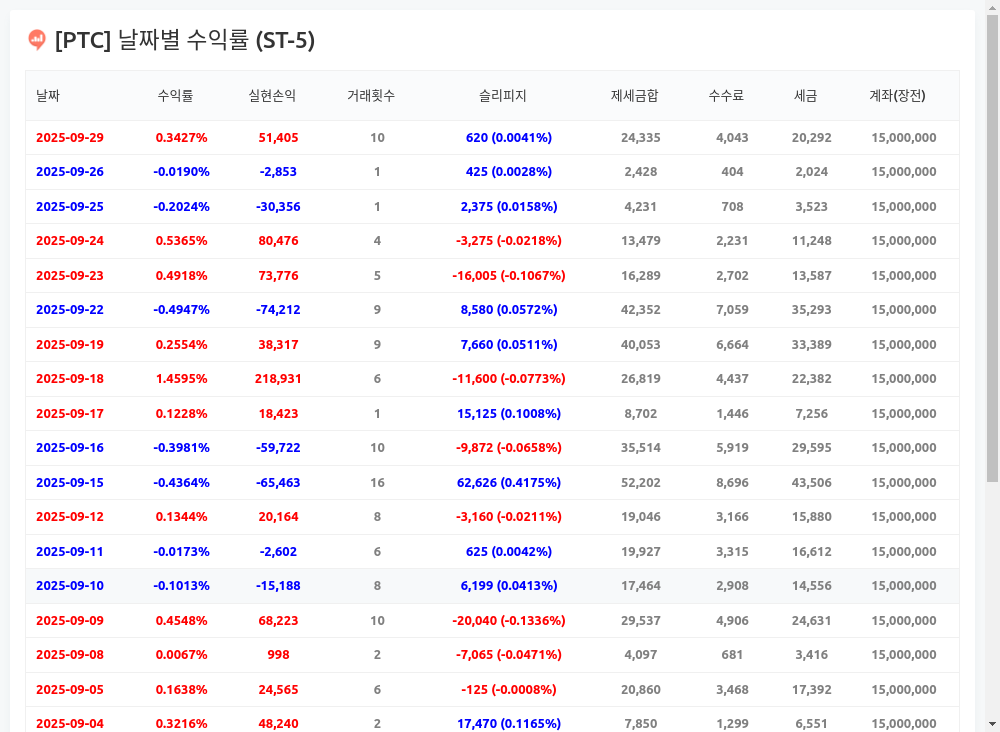 [PTC] 날짜별 수익률 (ST-5)
날짜 수익률 실현손익 거래횟수 슬리피지 제세금합 수수료 세금 계좌(장전)
2025-09-29 0.3427% 51,405 10 620 (0.0041%) 24,335 4,043 20,292 15,000,000
2025-09-26 -0.0190% -2,853 1 425 (0.0028%) 2,428 404 2,024 15,000,000
2025-09-25 -0.2024% -30,356 1 2,375 (0.0158%) 4,231 708 3,523 15,000,000
2025-09-24 0.5365% 80,476 4 -3,275 (-0.0218%) 13,479 2,231 11,248 15,000,000
2025-09-23 0.4918% 73,776 5 -16,005 (-0.1067%) 16,289 2,702 13,587 15,000,000
2025-09-22 -0.4947% -74,212 9 8,580 (0.0572%) 42,352 7,059 35,293 15,000,000
2025-09-19 0.2554% 38,317 9 7,660 (0.0511%) 40,053 6,664 33,389 15,000,000
2025-09-18 1.4595% 218,931 6 -11,600 (-0.0773%) 26,819 4,437 22,382 15,000,000
2025-09-17 0.1228% 18,423 1 15,125 (0.1008%) 8,702 1,446 7,256 15,000,000
2025-09-16 -0.3981% -59,722 10 -9,872 (-0.0658%) 35,514 5,919 29,595 15,000,000
2025-09-15 -0.4364% -65,463 16 62,626 (0.4175%) 52,202 8,696 43,506 15,000,000
2025-09-12 0.1344% 20,164 8 -3,160 (-0.0211%) 19,046 3,166 15,880 15,000,000
2025-09-11 -0.0173% -2,602 6 625 (0.0042%) 19,927 3,315 16,612 15,000,000
2025-09-10 -0.1013% -15,188 8 6,199 (0.0413%) 17,464 2,908 14,556 15,000,000
2025-09-09 0.4548% 68,223 10 -20,040 (-0.1336%) 29,537 4,906 24,631 15,000,000
2025-09-08 0.0067% 998 2 -7,065 (-0.0471%) 4,097 681 3,416 15,000,000
2025-09-05 0.1638% 24,565 6 -125 (-0.0008%) 20,860 3,468 17,392 15,000,000
2025-09-04 0.3216% 48,240 2 17,470 (0.1165%) 7,850 1,299 6,551 15,000,000